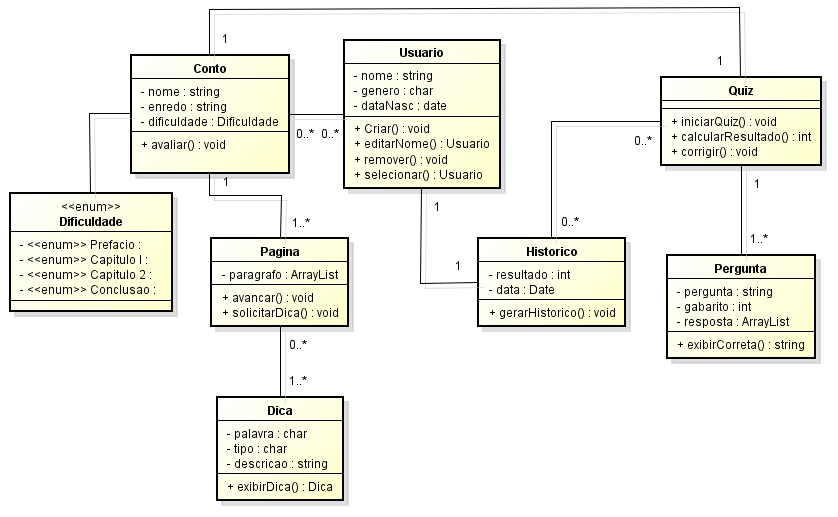 1
1
Conto
- nome : string
- enredo : string
- dificuldade : Dificuldade
+ avaliar() : void
Usuario
- nome : string
- genero : char
- dataNasc : date
+ Criar() : void
+ editarNome() : Usuario
+ remover() : void
+ selecionar() : Usuario
Quiz
+ iniciarQuiz() : void
+ calcularResultado() : int
+ corrigir() : void
0..*
0..*
0..*
1
1
1
<<enum>>
Dificuldade
- <<enum>> Prefacio :
- <<enum>> Capitulo I :
- <<enum>> Capitulo 2 :
- <<enum>> Conclusao :
1..*
0..*
1..*
Pagina
- paragrafo : ArrayList
+ avancar() : void
+ solicitarDica() : void
1
Historico
- resultado : int
- data : Date
+ gerarHistorico() : void
Pergunta
- pergunta : string
- gabarito : int
- resposta : ArrayList
+ exibirCorreta() : string
0..*
1..*
Dica
- palavra : char
- tipo : char
- descricao : string
+ exibirDica() : Dica